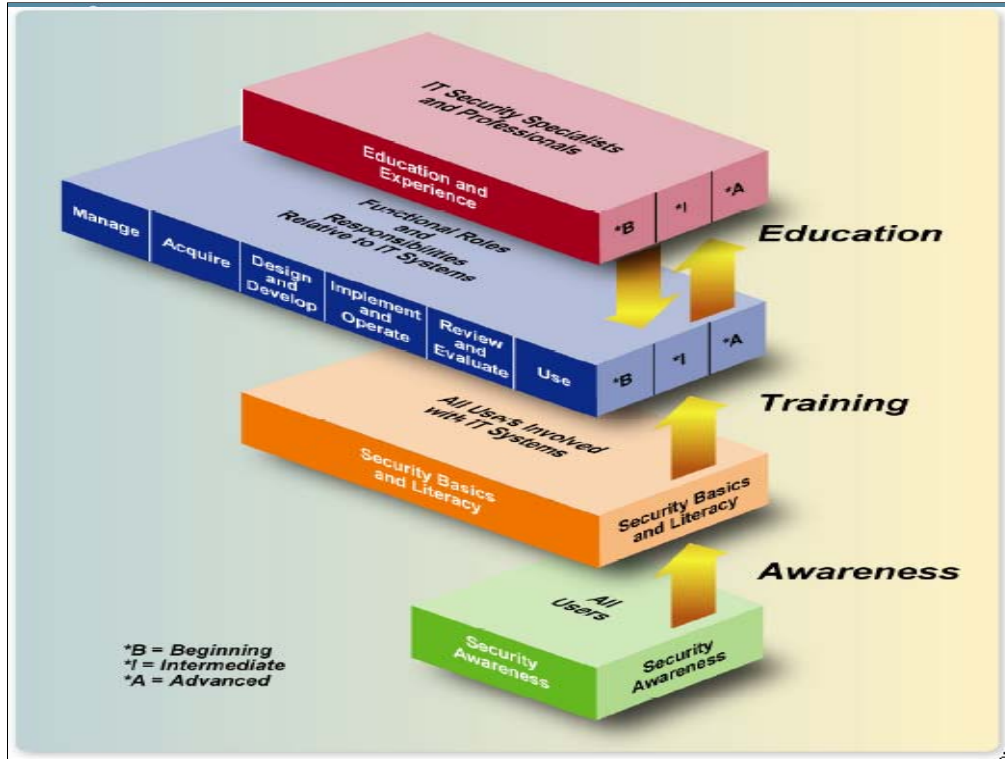 IT Security Specialists
and Professionals
Education and
Experience
*B
*I
*A
Education
Functional Roles
and
Responsibilities
Relative to IT Systems
Manage
Acquire
Design
and
Develop
Implement
and
Operate
Review
and
Evaluate
Use
*B
*I
*A
Training
All Users Involved
with IT Systems
Security Basics
and Literacy
Security Basics
and Literacy
Awareness
All
Users
Security
Awareness
Security
Awareness
*B = Beginning
*I = Intermediate
*A = Advanced